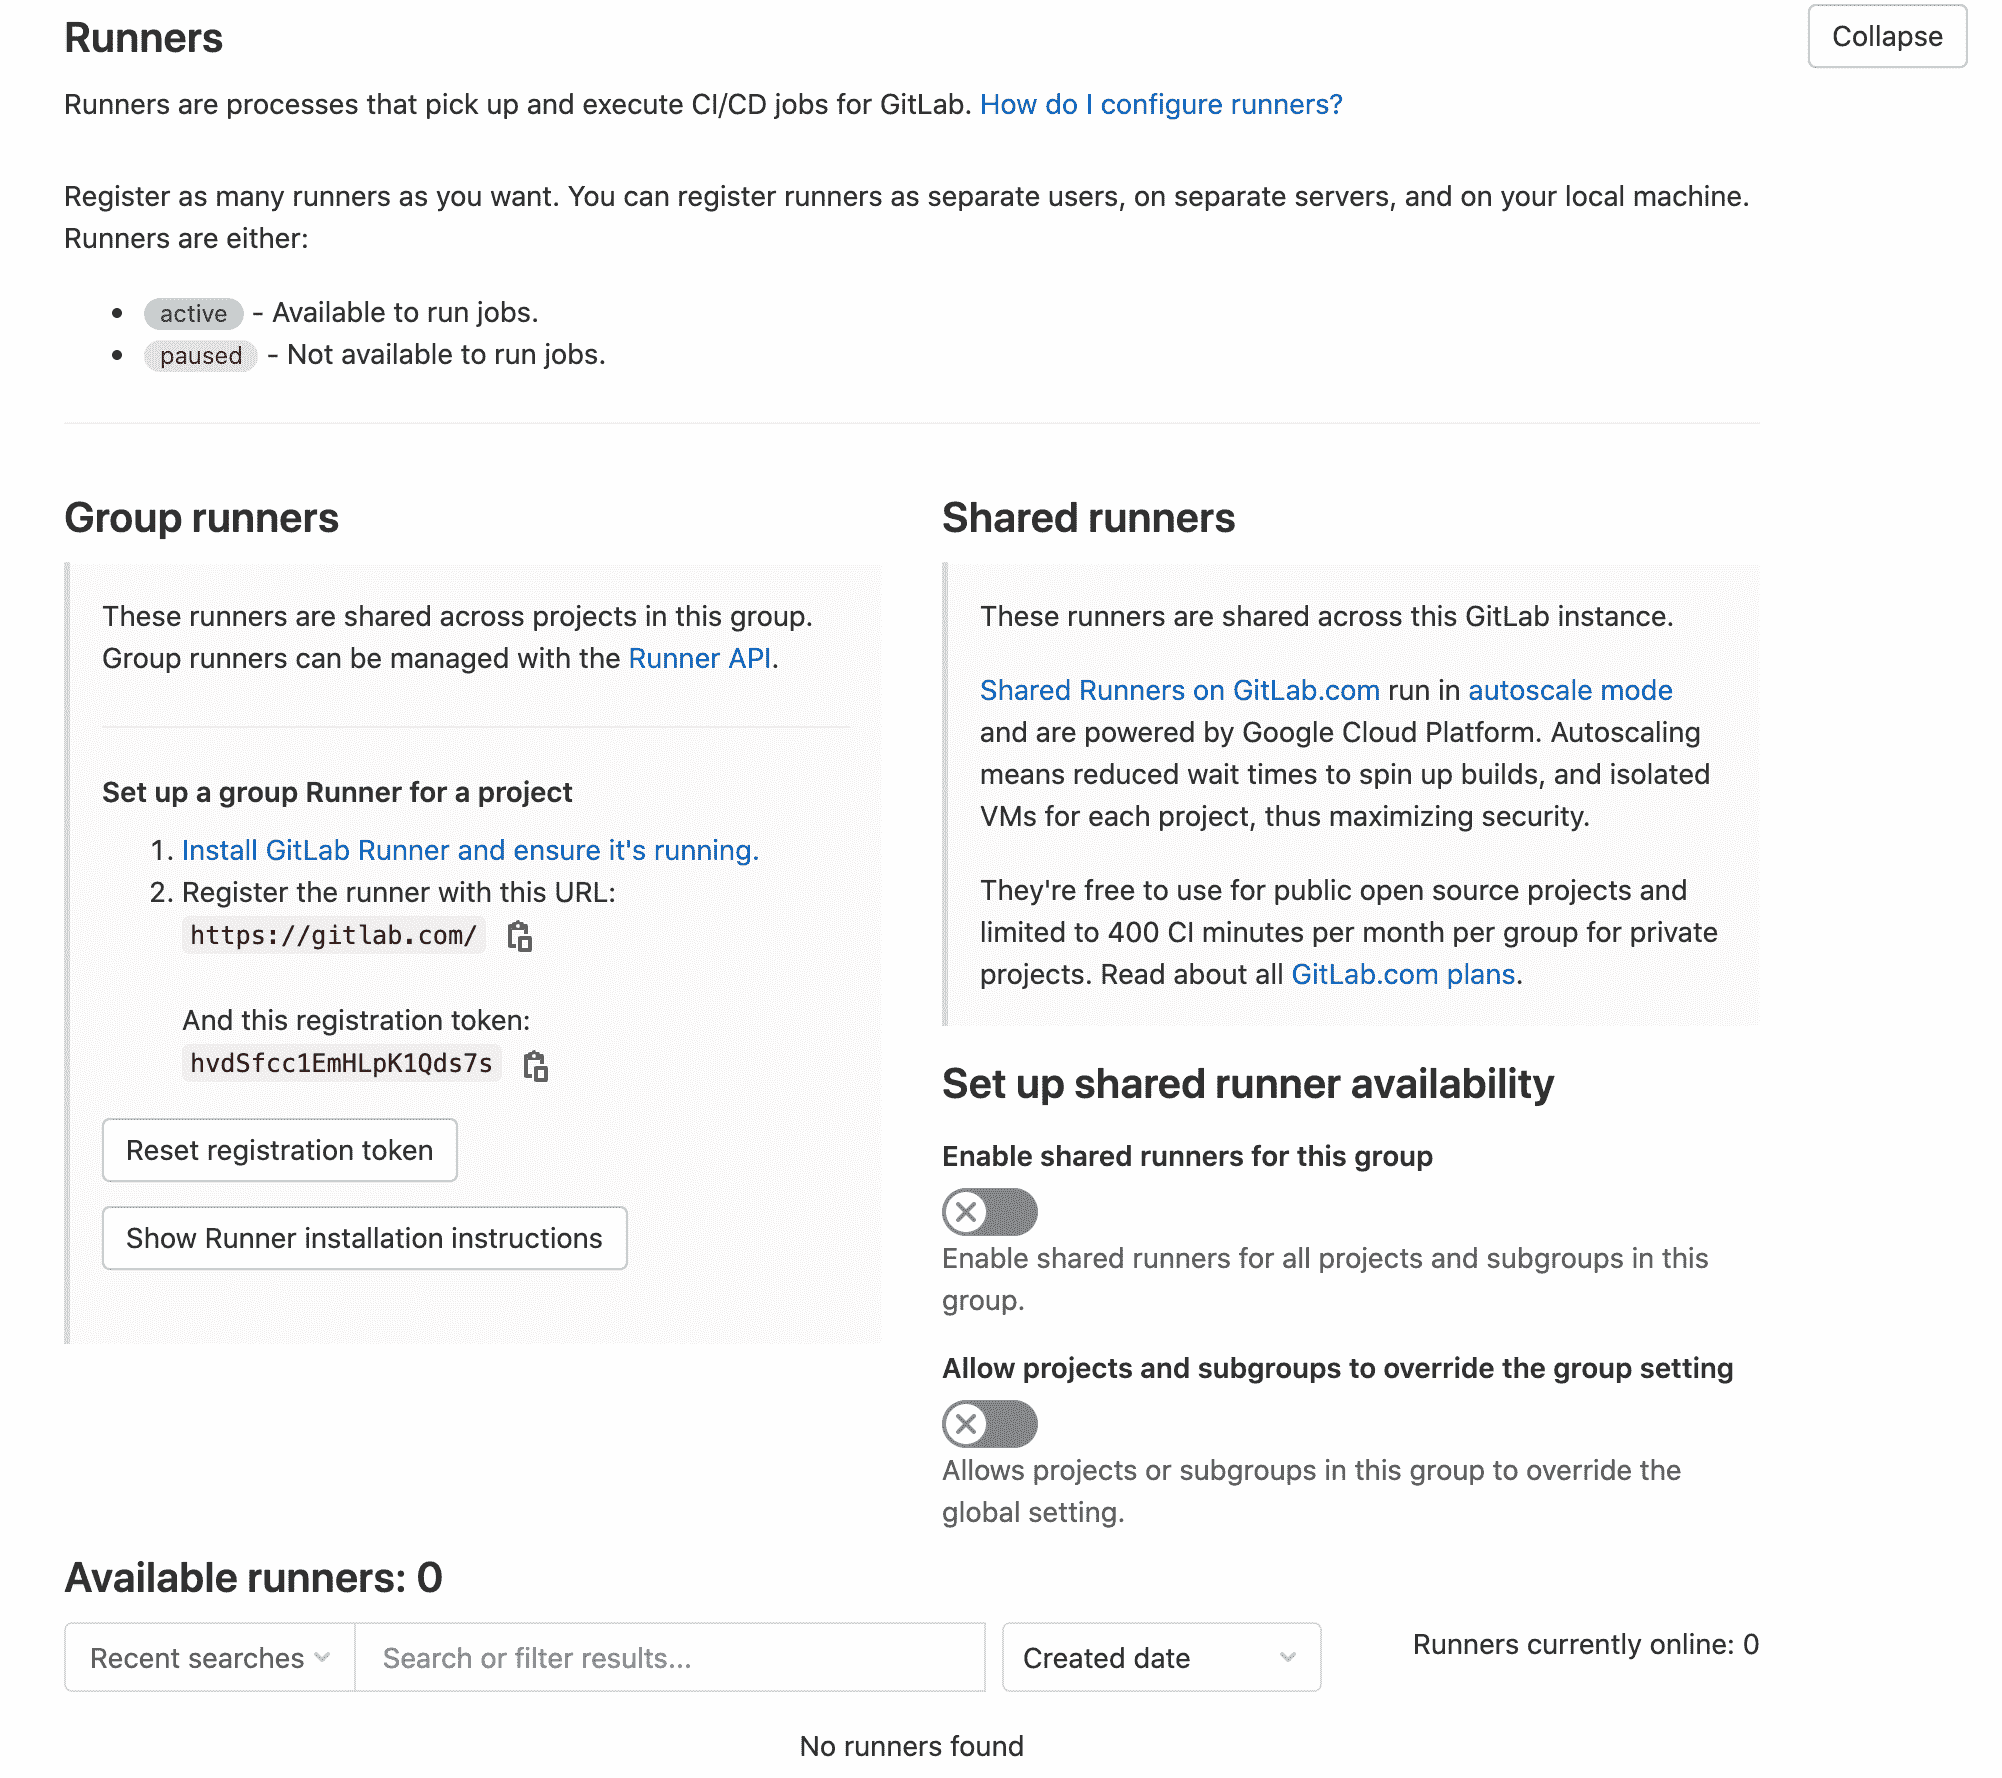 Runners
Collapse
Runners are processes that pick up and execute CI/CD jobs for GitLab. How do I configure runners?
Register as many runners as you want. You can register runners as separate users, on separate servers, and on your local machine.
Runners are either:
active - Available to run jobs.
paused - Not available to run jobs.
Group runners
These runners are shared across projects in this group.
Group runners can be managed with the Runner API.
Set up a group Runner for a project
1. Install GitLab Runner and ensure it's running.
2. Register the runner with this URL:
https://gitlab.com/
And this registration token:
hvdSfcc1EmHLpK1Qds7s
Reset registration token
Show Runner installation instructions
Shared runners
These runners are shared across this GitLab instance.
Shared Runners on GitLab.com run in autoscale mode
and are powered by Google Cloud Platform. Autoscaling
means reduced wait times to spin up builds, and isolated
VMs for each project, thus maximizing security.
They're free to use for public open source projects and
limited to 400 CI minutes per month per group for private
projects. Read about all GitLab.com plans.
Set up shared runner availability
Enable shared runners for this group
Enable shared runners for all projects and subgroups in this
group.
Allow projects and subgroups to override the group setting
Allows projects or subgroups in this group to override the
global setting.
Available runners: 0
Recent searches
Search or filter results...
Created date
Runners currently online: 0
No runners found